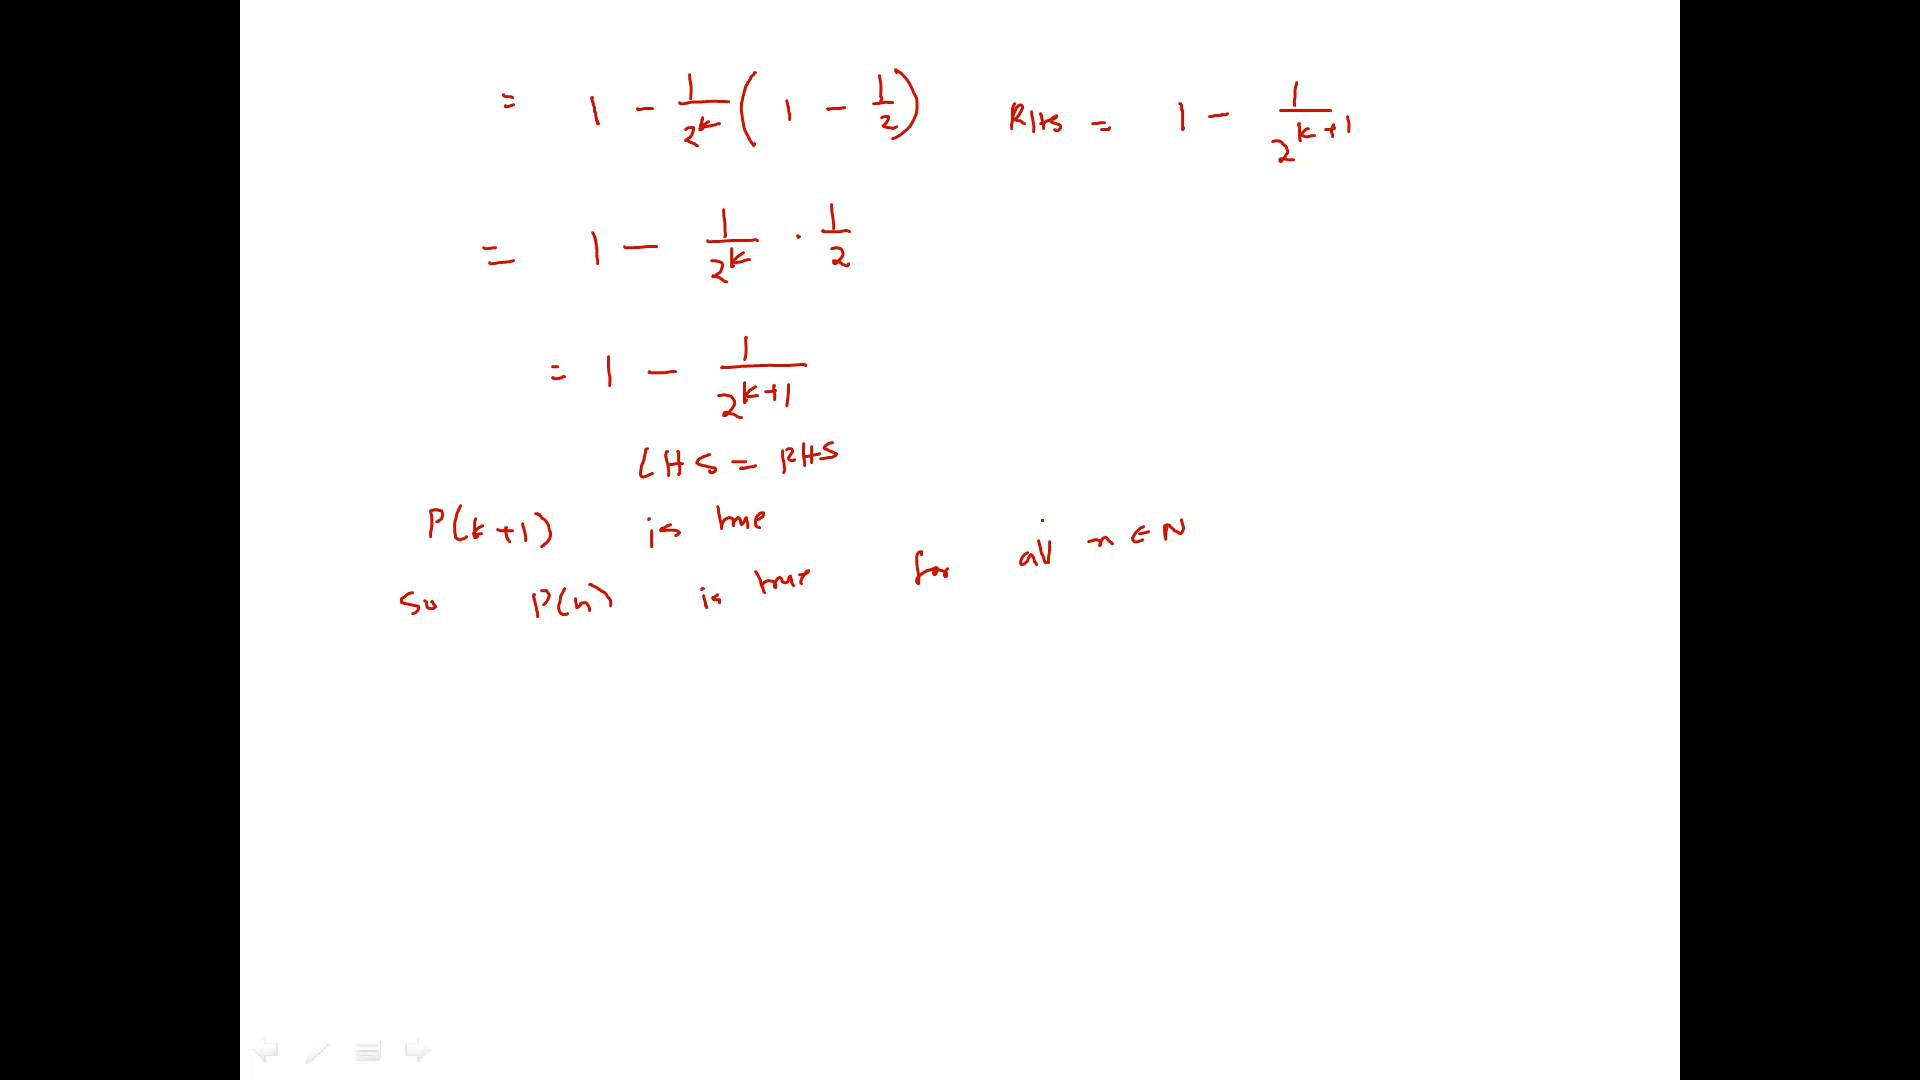 = 1 - 1/2^k ( 1 - 1/2 ) RHS = 1 - 1/2^(k+1)
= 1 - 1/2^k · 1/2
= 1 - 1/2^(k+1)
LHS = RHS
P(k+1) is true
So P(n) is true for all n ∈ N